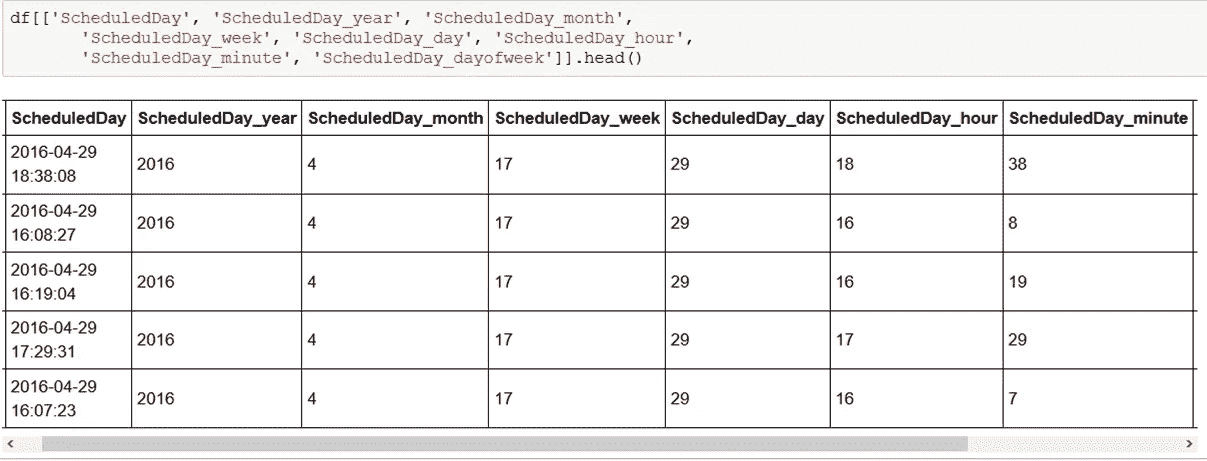 df[['ScheduledDay', 'ScheduledDay_year', 'ScheduledDay_month',
'ScheduledDay_week', 'ScheduledDay_day', 'ScheduledDay_hour',
'ScheduledDay_minute', 'ScheduledDay_dayofweek']].head()
ScheduledDay ScheduledDay_year ScheduledDay_month ScheduledDay_week ScheduledDay_day ScheduledDay_hour ScheduledDay_minute
2016-04-29
18:38:08 2016 4 17 29 18 38
2016-04-29
16:08:27 2016 4 17 29 16 8
2016-04-29
16:19:04 2016 4 17 29 16 19
2016-04-29
17:29:31 2016 4 17 29 17 29
2016-04-29
16:07:23 2016 4 17 29 16 7